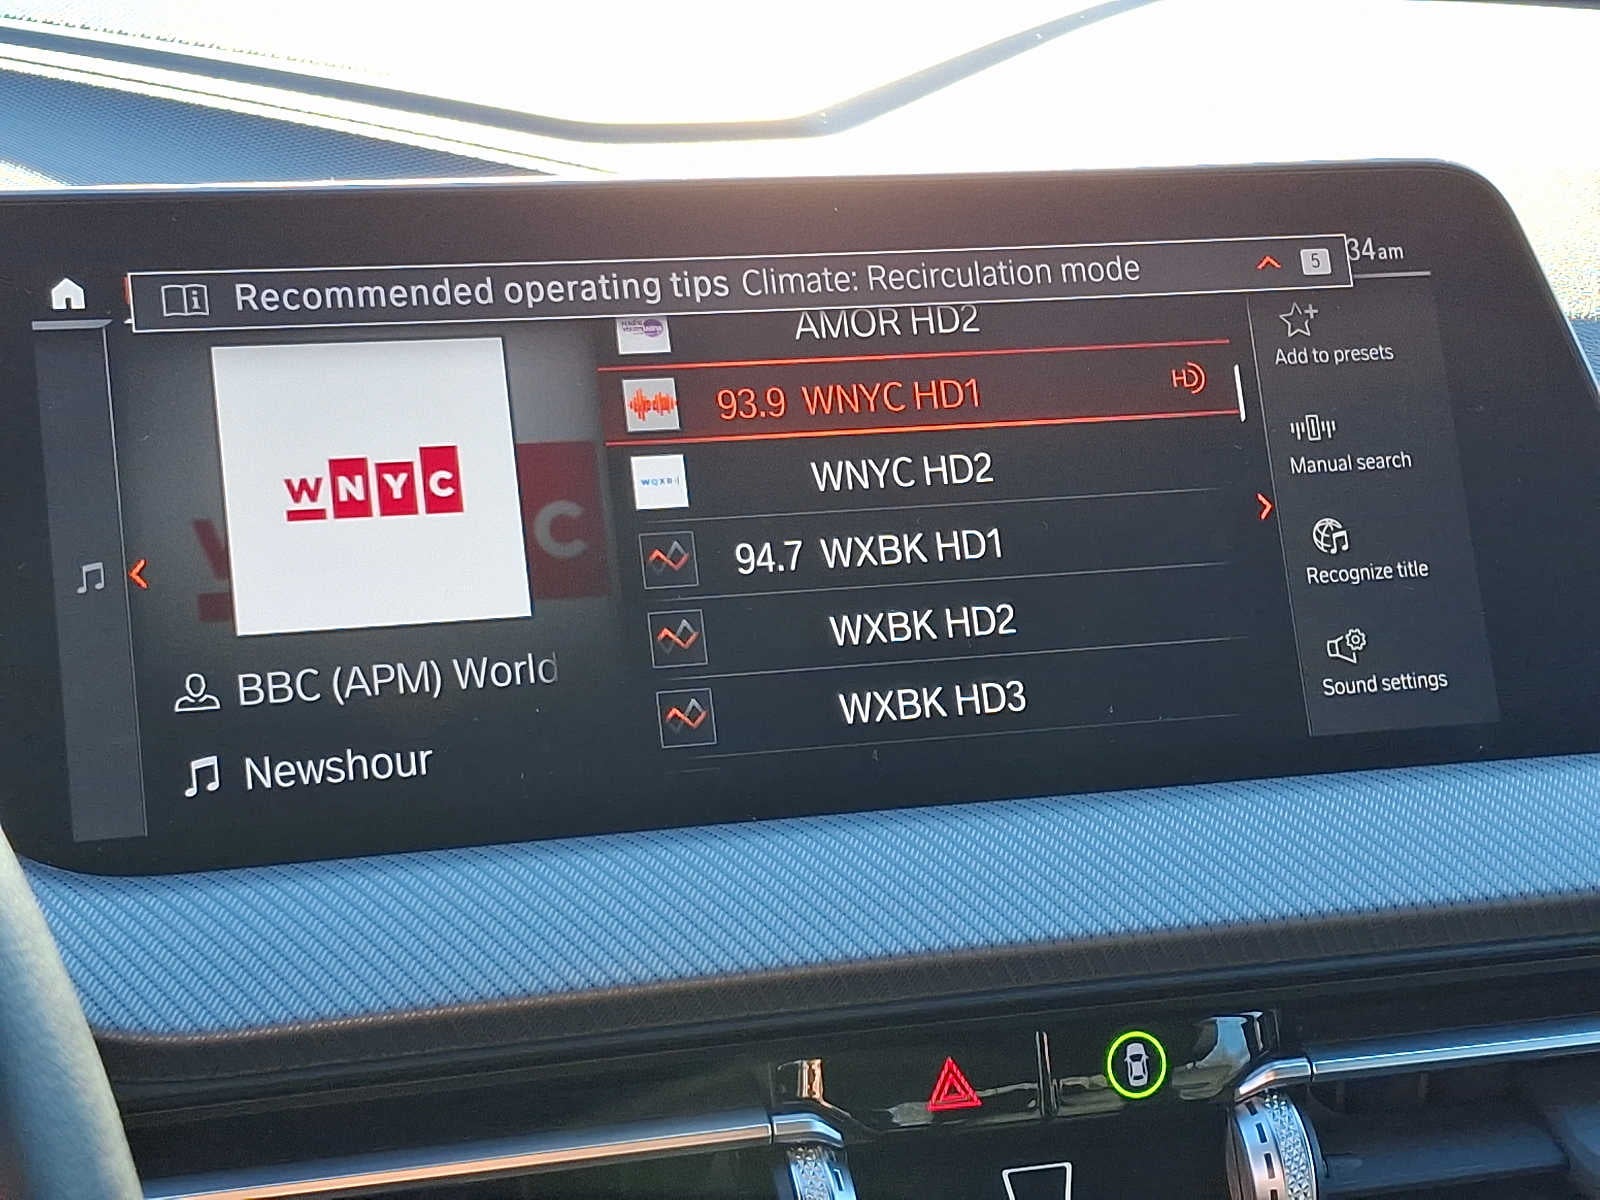 Recommended operating tips Climate: Recirculation mode 5
34am
AMOR HD2
93.9 WNYC HD1 HD
WQXR
WNYC HD2
94.7 WXBK HD1
WXBK HD2
WXBK HD3
WNYC
BBC (APM) World
Newshour
Add to presets
Manual search
Recognize title
Sound settings